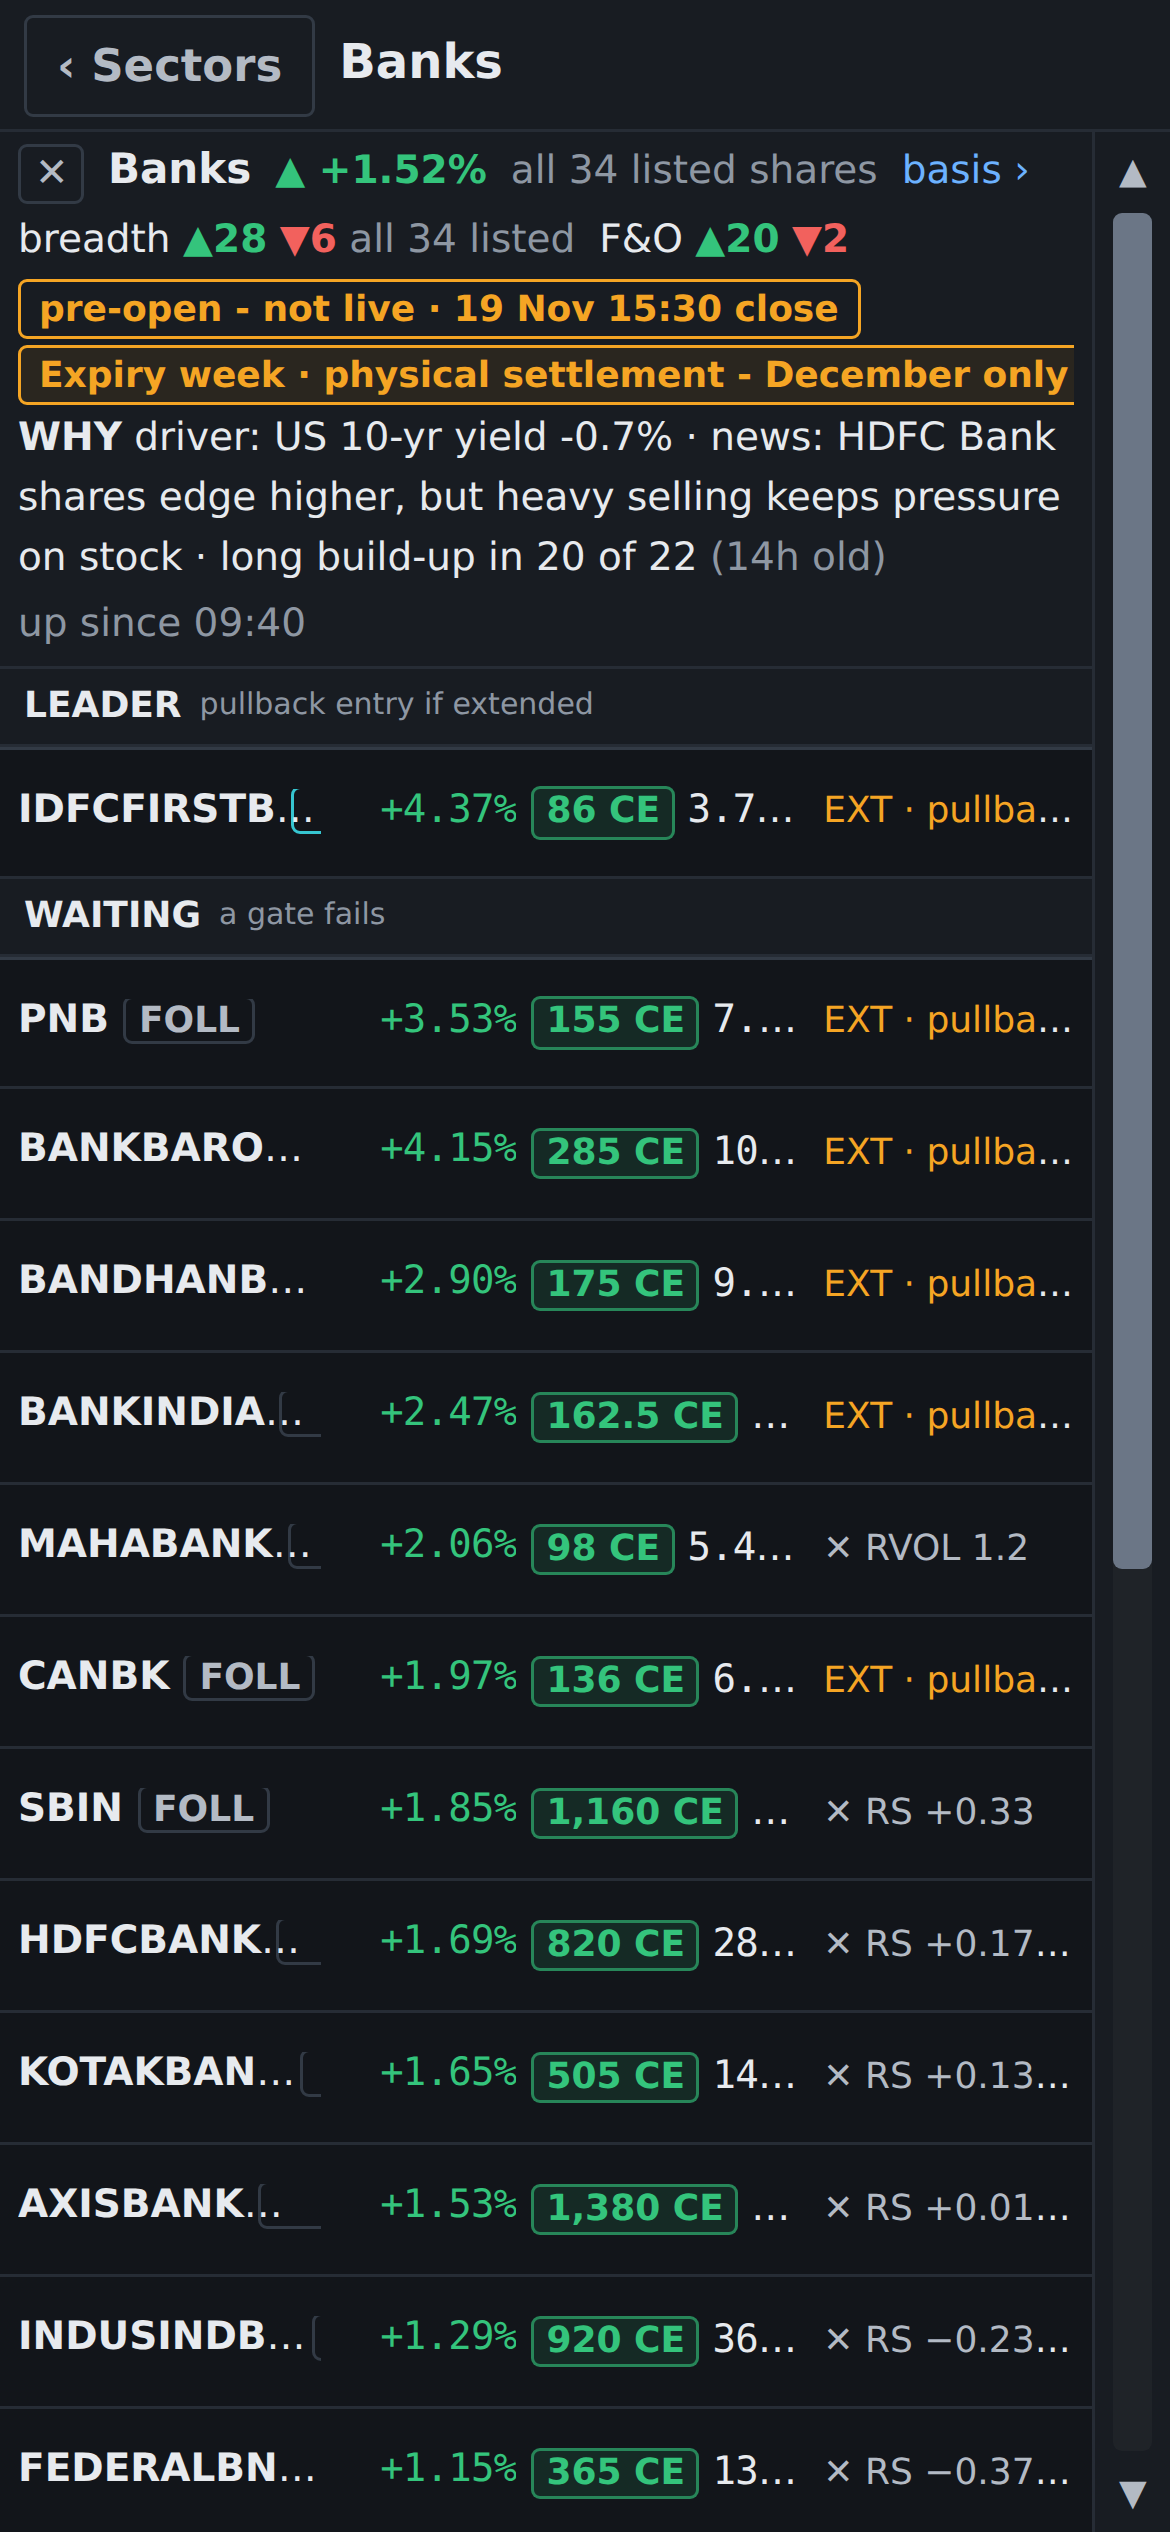 ‹ Sectors Banks
✕ Banks ▲ +1.52% all 34 listed shares basis ›
breadth ▲28 ▼6 all 34 listed F&O ▲20 ▼2
pre-open - not live · 19 Nov 15:30 close
Expiry week · physical settlement - December only
WHY driver: US 10-yr yield -0.7% · news: HDFC Bank
shares edge higher, but heavy selling keeps pressure
on stock · long build-up in 20 of 22 (14h old)
up since 09:40
LEADER pullback entry if extended
IDFCFIRSTB… +4.37% 86 CE 3.7… EXT · pullba…
WAITING a gate fails
PNB FOLL +3.53% 155 CE 7.… EXT · pullba…
BANKBARO… +4.15% 285 CE 10… EXT · pullba…
BANDHANB… +2.90% 175 CE 9.… EXT · pullba…
BANKINDIA… +2.47% 162.5 CE … EXT · pullba…
MAHABANK… +2.06% 98 CE 5.4… ✕ RVOL 1.2
CANBK FOLL +1.97% 136 CE 6.… EXT · pullba…
SBIN FOLL +1.85% 1,160 CE … ✕ RS +0.33
HDFCBANK… +1.69% 820 CE 28… ✕ RS +0.17…
KOTAKBAN… +1.65% 505 CE 14… ✕ RS +0.13…
AXISBANK… +1.53% 1,380 CE … ✕ RS +0.01…
INDUSINDB… +1.29% 920 CE 36… ✕ RS −0.23…
FEDERALBN… +1.15% 365 CE 13… ✕ RS −0.37…